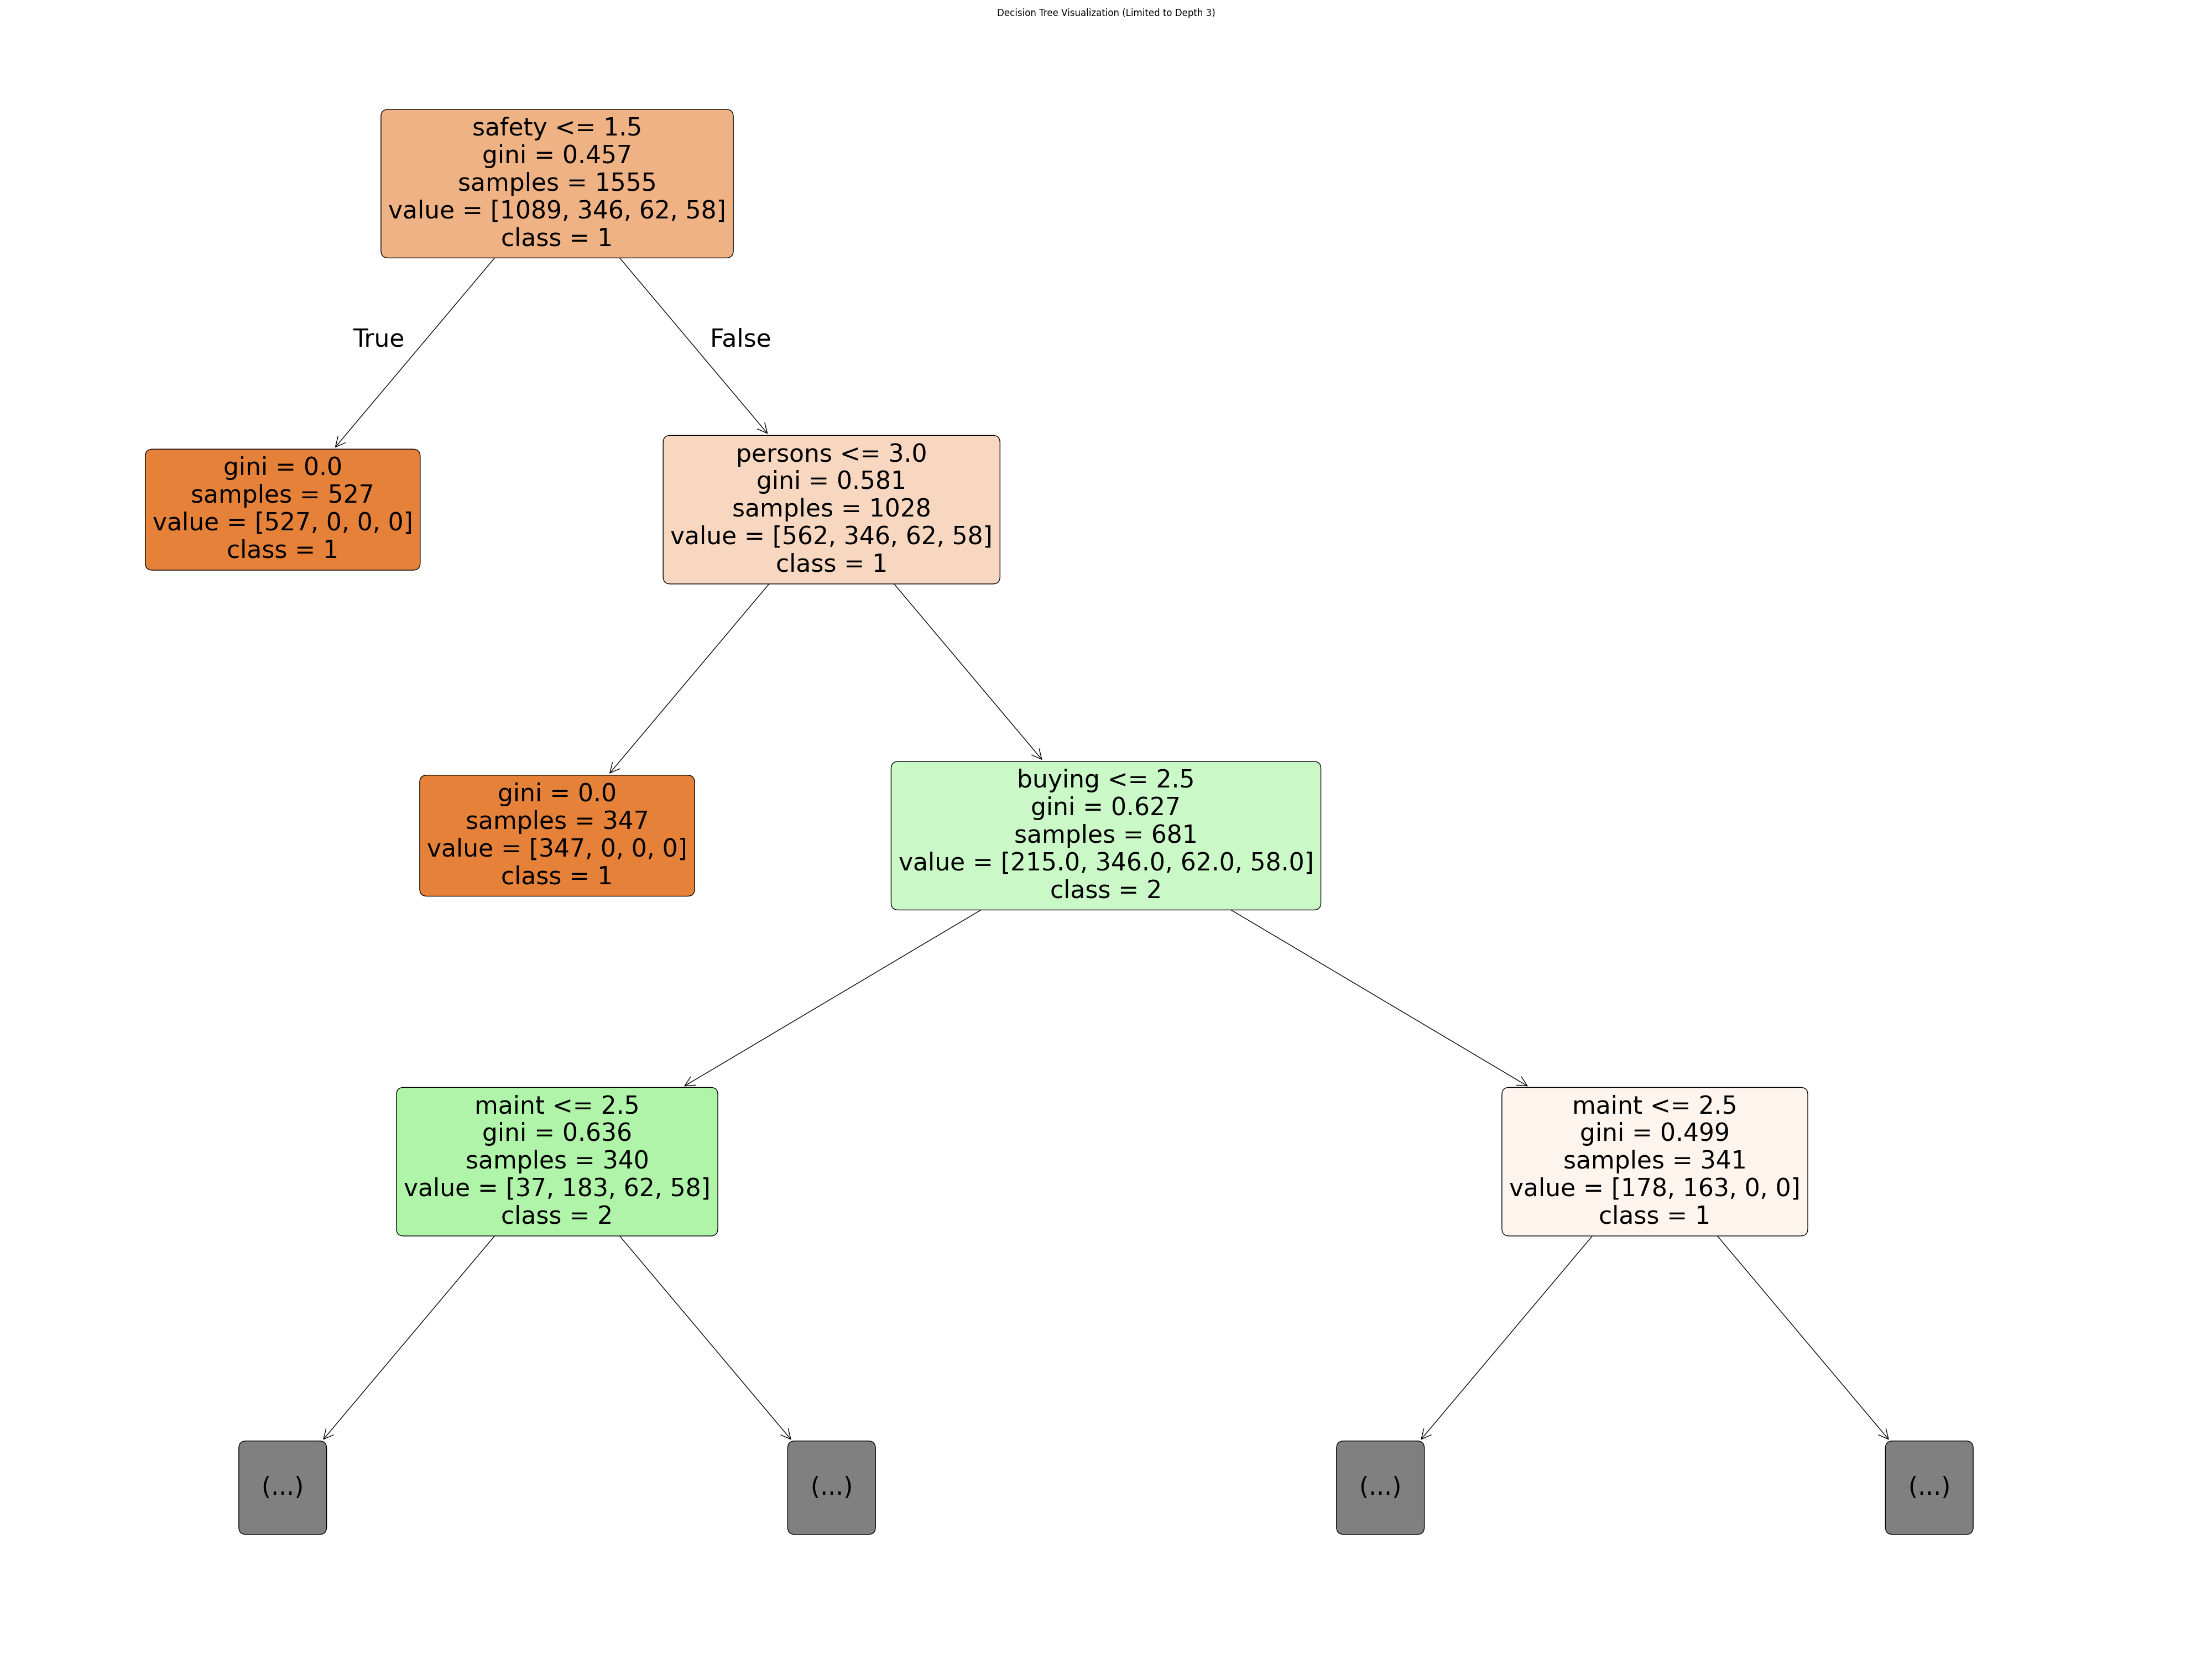 Decision Tree Visualization (Limited to Depth 3)
safety <= 1.5
gini = 0.457
samples = 1555
value = [1089, 346, 62, 58]
class = 1
True
False
gini = 0.0
samples = 527
value = [527, 0, 0, 0]
class = 1
persons <= 3.0
gini = 0.581
samples = 1028
value = [562, 346, 62, 58]
class = 1
gini = 0.0
samples = 347
value = [347, 0, 0, 0]
class = 1
buying <= 2.5
gini = 0.627
samples = 681
value = [215.0, 346.0, 62.0, 58.0]
class = 2
maint <= 2.5
gini = 0.636
samples = 340
value = [37, 183, 62, 58]
class = 2
maint <= 2.5
gini = 0.499
samples = 341
value = [178, 163, 0, 0]
class = 1
(...)
(...)
(...)
(...)